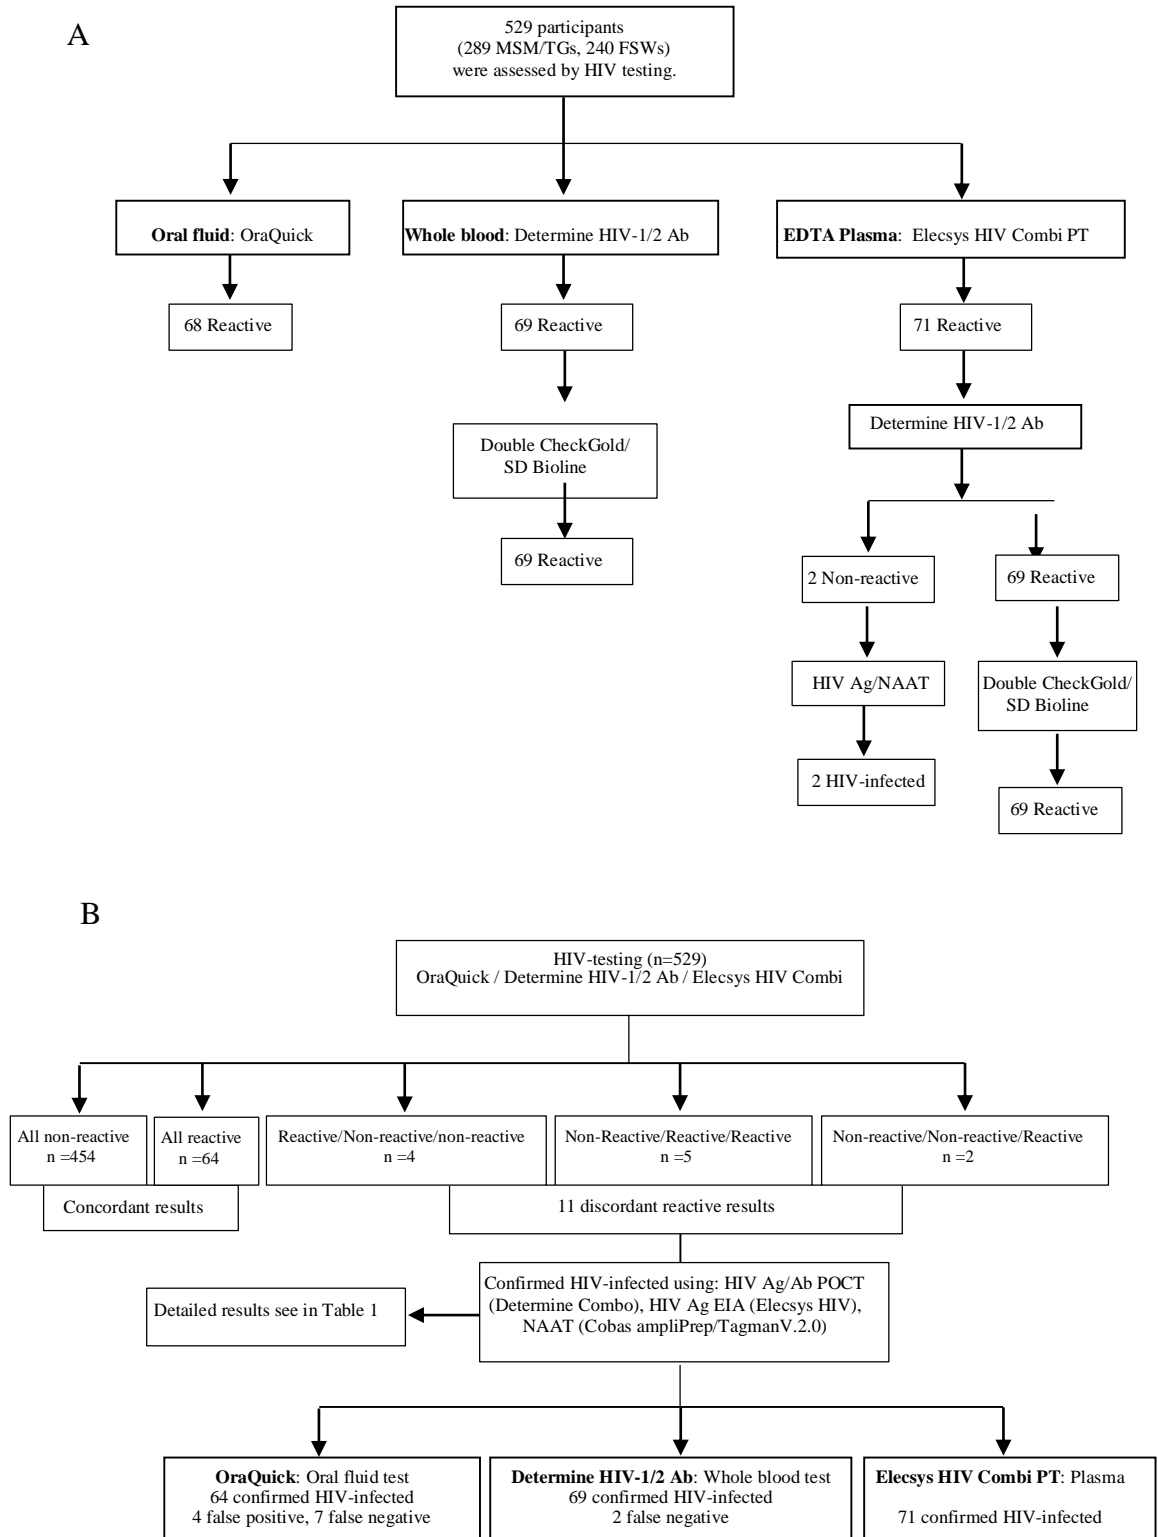 A
529 participants
(289 MSM/TGs, 240 FSWs)
were assessed by HIV testing.
Oral fluid: OraQuick
Whole blood: Determine HIV-1/2 Ab
EDTA Plasma: Elecsys HIV Combi PT
68 Reactive
69 Reactive
71 Reactive
Determine HIV-1/2 Ab
Double CheckGold/
SD Bioline
69 Reactive
2 Non-reactive
69 Reactive
HIV Ag/NAAT
Double CheckGold/
SD Bioline
2 HIV-infected
69 Reactive
B
HIV-testing (n=529)
OraQuick / Determine HIV-1/2 Ab / Elecsys HIV Combi
All non-reactive
n =454
All reactive
n =64
Reactive/Non-reactive/non-reactive
n =4
Non-Reactive/Reactive/Reactive
n =5
Non-reactive/Non-reactive/Reactive
n =2
Concordant results
11 discordant reactive results
Confirmed HIV-infected using: HIV Ag/Ab POCT
(Determine Combo), HIV Ag EIA (Elecsys HIV),
NAAT (Cobas ampliPrep/TagmanV.2.0)
Detailed results see in Table 1
OraQuick: Oral fluid test
64 confirmed HIV-infected
4 false positive, 7 false negative
Determine HIV-1/2 Ab: Whole blood test
69 confirmed HIV-infected
2 false negative
Elecsys HIV Combi PT: Plasma
71 confirmed HIV-infected